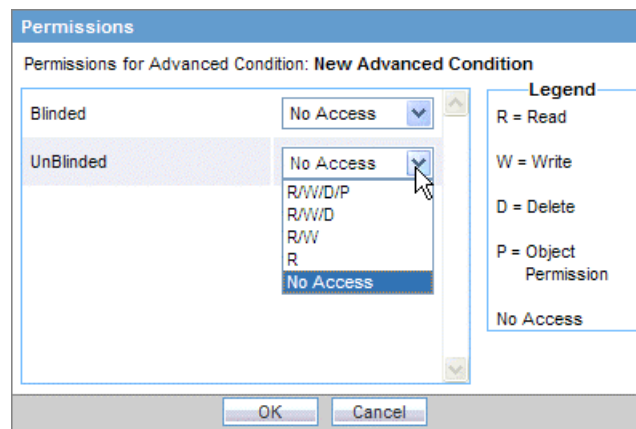 Permissions
Permissions for Advanced Condition: New Advanced Condition
Blinded
No Access
UnBlinded
No Access
R/W/D/P
R/W/D
R/W
R
No Access
Legend
R = Read
W = Write
D = Delete
P = Object
Permission
No Access
OK
Cancel